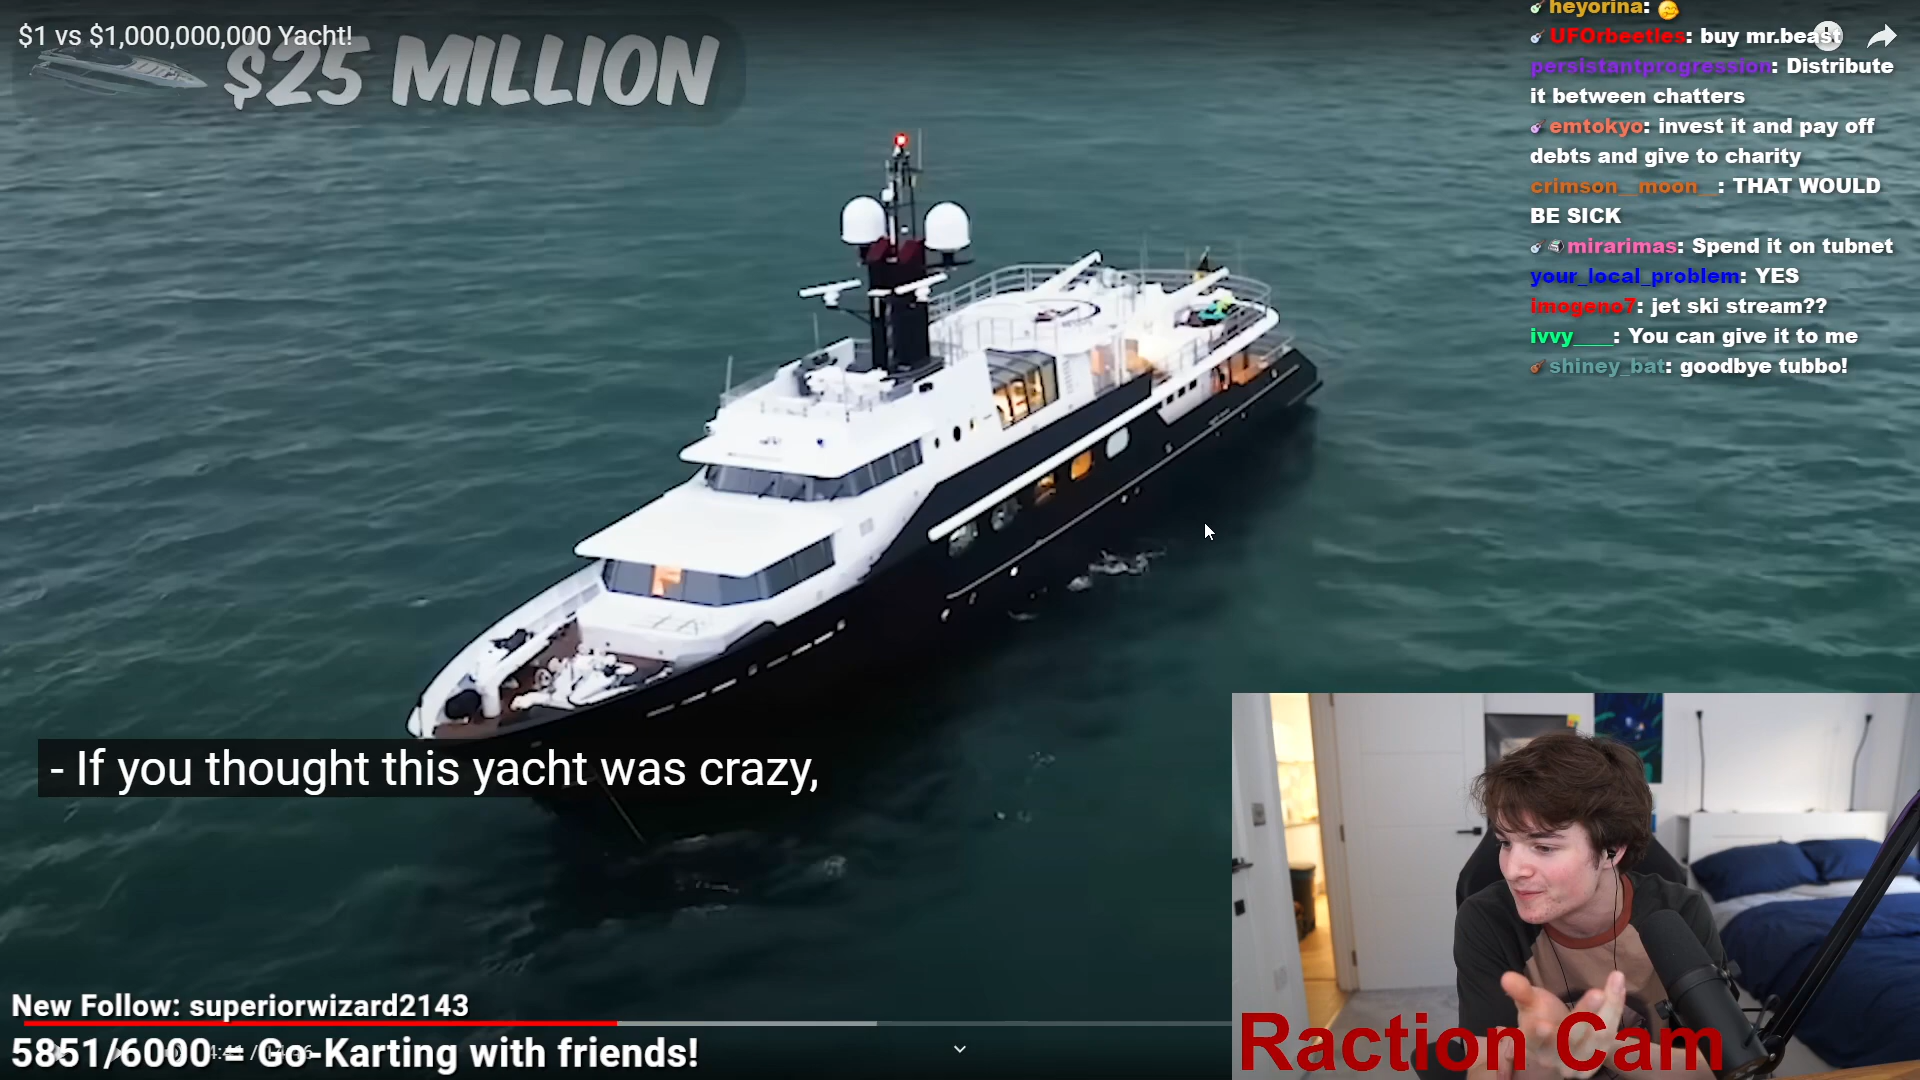 $1 vs $1,000,000,000 Yacht!
$25 MILLION
heyorina:
UFOrbeetles: buy mr.beast
persistantprogression: Distribute
it between chatters
emtokyo: invest it and pay off
debts and give to charity
crimson__moon__: THAT WOULD
BE SICK
mirarimas: Spend it on tubnet
your_local_problem: YES
imogeno7: jet ski stream??
ivvy____: You can give it to me
shiney_bat: goodbye tubbo!
- If you thought this yacht was crazy,
New Follow: superiorwizard2143
5851/6000 = Go-Karting with friends!
Raction Cam